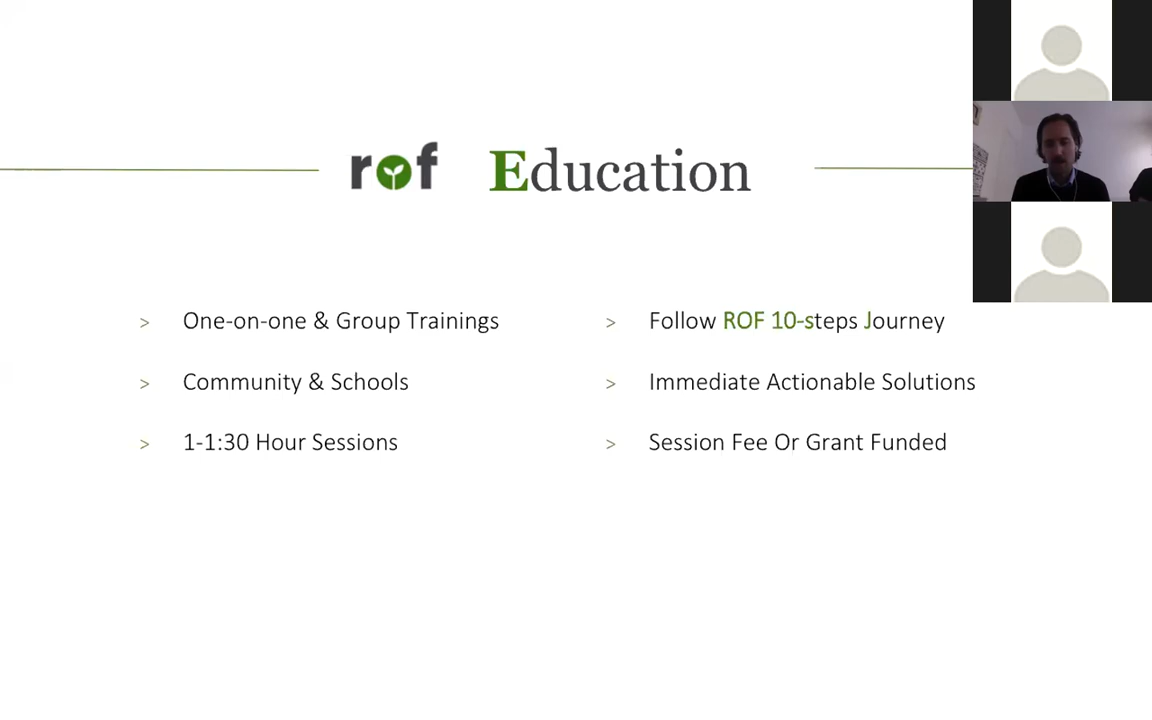 rof Education
> One-on-one & Group Trainings
> Community & Schools
> 1-1:30 Hour Sessions
> Follow ROF 10-steps Journey
> Immediate Actionable Solutions
> Session Fee Or Grant Funded